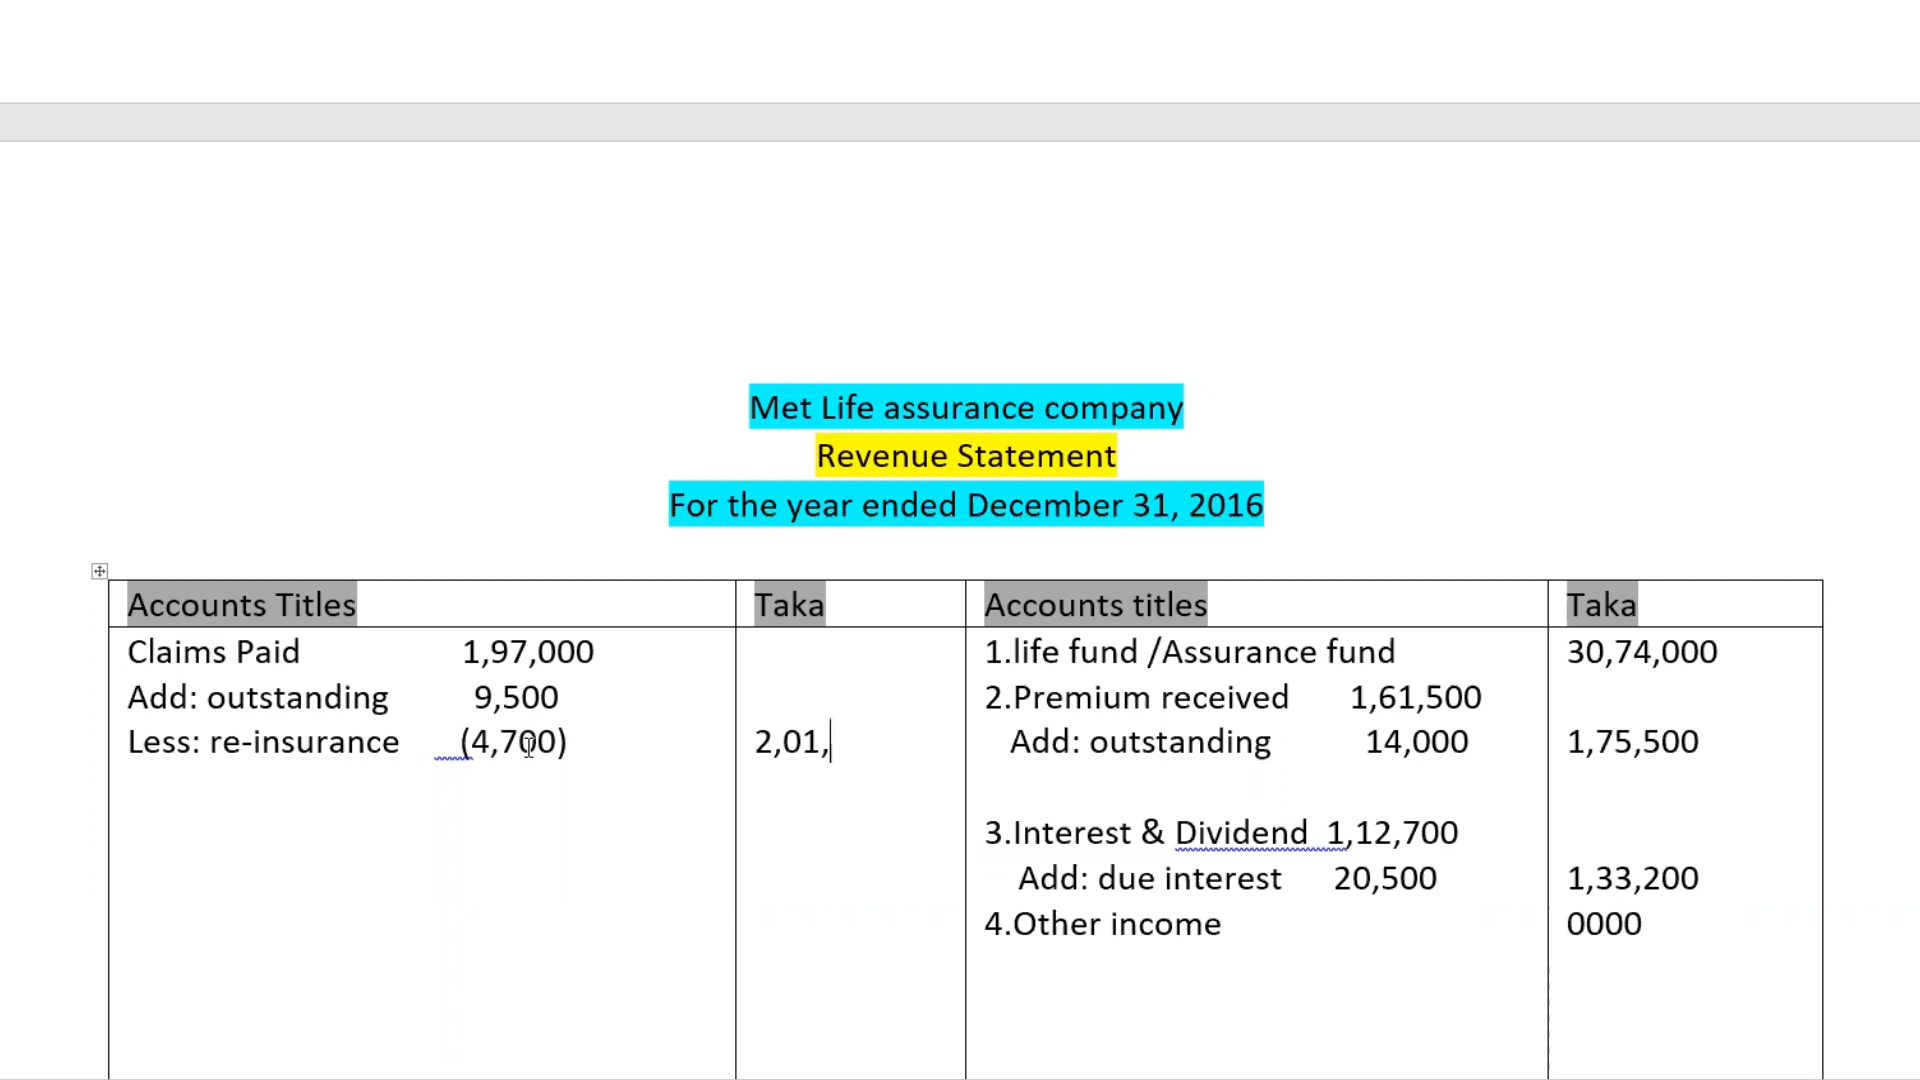 Met Life assurance company
Revenue Statement
For the year ended December 31, 2016
Accounts Titles Taka Accounts titles Taka
Claims Paid 1,97,000 1.life fund /Assurance fund 30,74,000
Add: outstanding 9,500 2.Premium received 1,61,500
Less: re-insurance (4,700) 2,01, Add: outstanding 14,000 1,75,500
3.Interest & Dividend 1,12,700
Add: due interest 20,500 1,33,200
4.Other income 0000